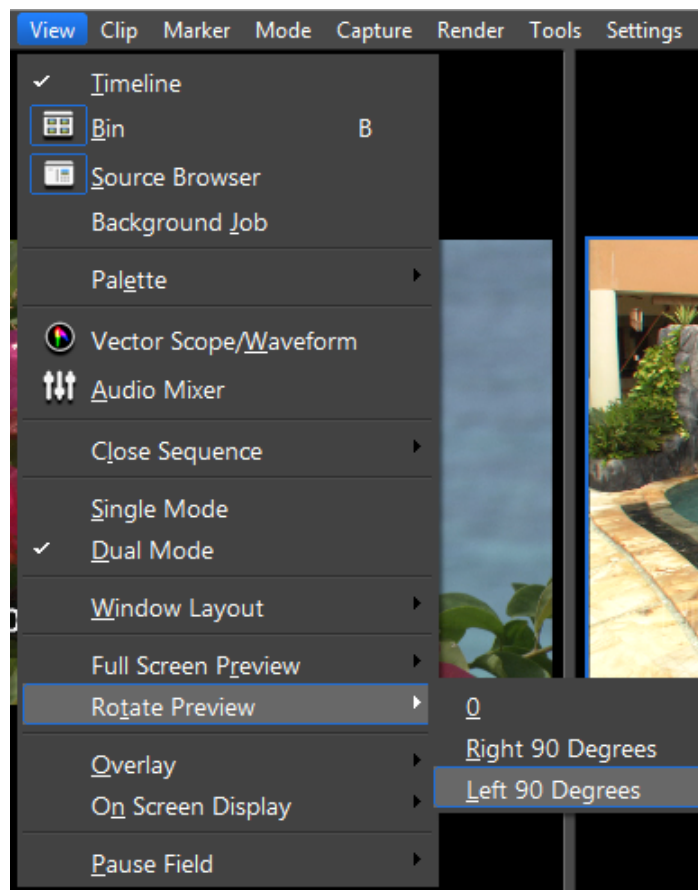 View Clip Marker Mode Capture Render Tools Settings
Timeline
Bin B
Source Browser
Background Job
Palette
Vector Scope/Waveform
Audio Mixer
Close Sequence
Single Mode
Dual Mode
Window Layout
Full Screen Preview
Rotate Preview
0
Right 90 Degrees
Left 90 Degrees
Overlay
On Screen Display
Pause Field